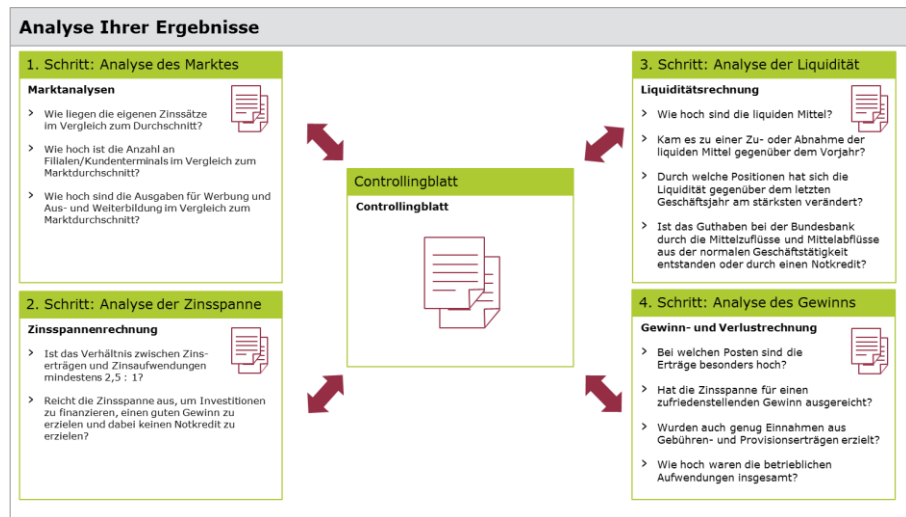 Analyse Ihrer Ergebnisse
1. Schritt: Analyse des Marktes
Marktanalysen
> Wie liegen die eigenen Zinssätze
im Vergleich zum Durchschnitt?
> Wie hoch ist die Anzahl an
Filialen/Kundenterminals im Vergleich zum
Marktdurchschnitt?
> Wie hoch sind die Ausgaben für Werbung und
Aus- und Weiterbildung im Vergleich zum
Marktdurchschnitt?
2. Schritt: Analyse der Zinsspanne
Zinsspannenrechnung
> Ist das Verhältnis zwischen Zins-
erträgen und Zinsaufwendungen
mindestens 2,5 : 1?
> Reicht die Zinsspanne aus, um Investitionen
zu finanzieren, einen guten Gewinn zu
erzielen und dabei keinen Notkredit zu
erzielen?
Controllingblatt
Controllingblatt
3. Schritt: Analyse der Liquidität
Liquiditätsrechnung
> Wie hoch sind die liquiden Mittel?
> Kam es zu einer Zu- oder Abnahme der
liquiden Mittel gegenüber dem Vorjahr?
> Durch welche Positionen hat sich die
Liquidität gegenüber dem letzten
Geschäftsjahr am stärksten verändert?
> Ist das Guthaben bei der Bundesbank
durch die Mittelzuflüsse und Mittelabflüsse
aus der normalen Geschäftstätigkeit
entstanden oder durch einen Notkredit?
4. Schritt: Analyse des Gewinns
Gewinn- und Verlustrechnung
> Bei welchen Posten sind die
Erträge besonders hoch?
> Hat die Zinsspanne für einen
zufriedenstellenden Gewinn ausgereicht?
> Wurden auch genug Einnahmen aus
Gebühren- und Provisionserträgen erzielt?
> Wie hoch waren die betrieblichen
Aufwendungen insgesamt?